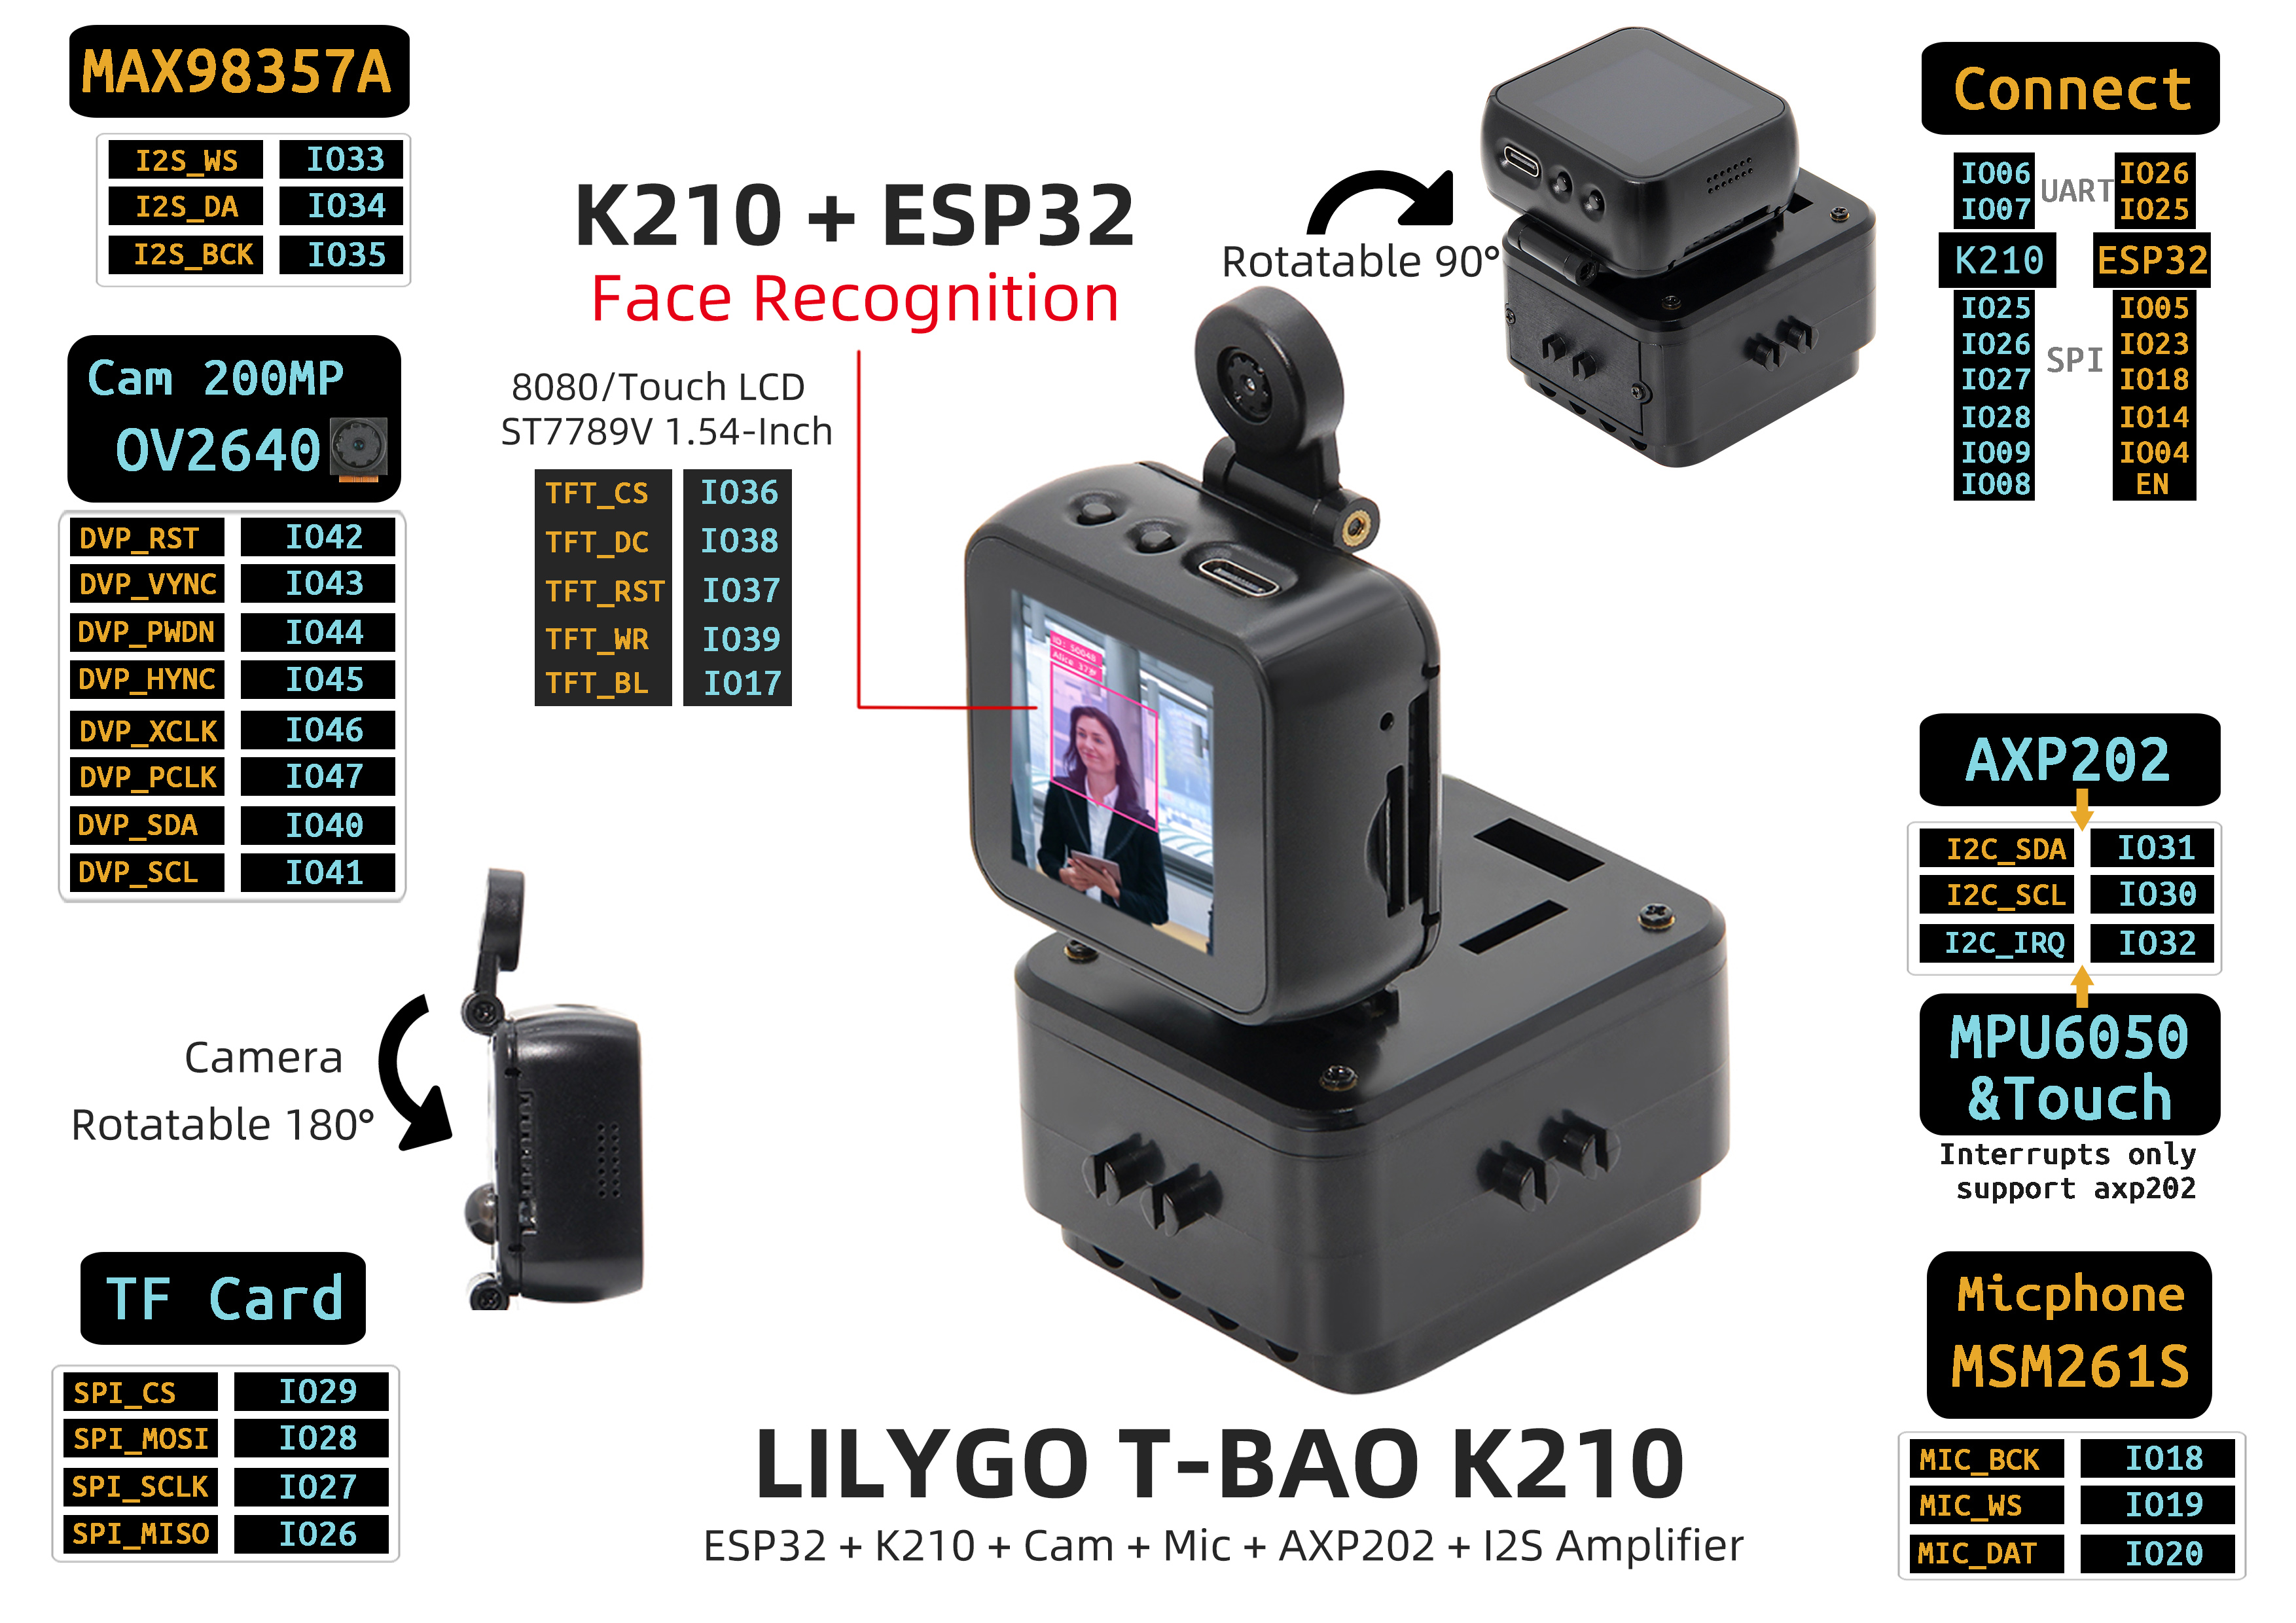 MAX98357A
I2S_WS IO33
I2S_DA IO34
I2S_BCK IO35
Cam 200MP
OV2640
DVP_RST IO42
DVP_VYNC IO43
DVP_PWDN IO44
DVP_HYNC IO45
DVP_XCLK IO46
DVP_PCLK IO47
DVP_SDA IO40
DVP_SCL IO41
Camera
Rotatable 180°
TF Card
SPI_CS IO29
SPI_MOSI IO28
SPI_SCLK IO27
SPI_MISO IO26
K210 + ESP32
Face Recognition
8080/Touch LCD
ST7789V 1.54-Inch
TFT_CS IO36
TFT_DC IO38
TFT_RST IO37
TFT_WR IO39
TFT_BL IO17
Rotatable 90°
LILYGO T-BAO K210
ESP32 + K210 + Cam + Mic + AXP202 + I2S Amplifier
Connect
IO06 UART IO26
IO07 IO25
K210 ESP32
IO25 IO05
IO26 SPI IO23
IO27 IO18
IO28 IO14
IO09 IO04
IO08 EN
AXP202
I2C_SDA IO31
I2C_SCL IO30
I2C_IRQ IO32
MPU6050
&Touch
Interrupts only
support axp202
Micphone
MSM261S
MIC_BCK IO18
MIC_WS IO19
MIC_DAT IO20